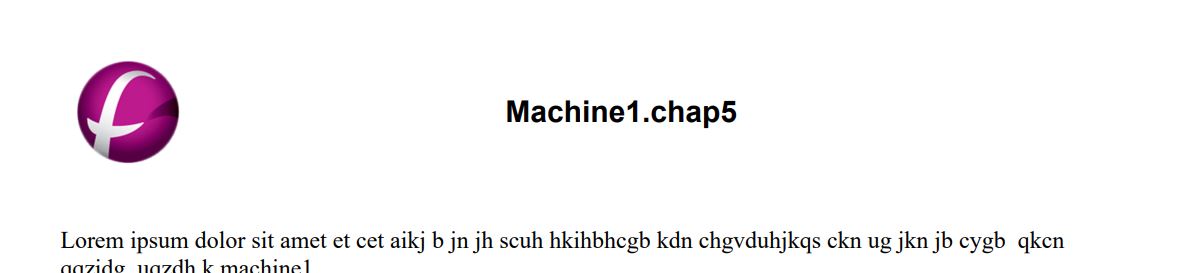 Machine1.chap5
Lorem ipsum dolor sit amet et cet aikj b jn jh scuh hkihbhcgb kdn chgvduhjkqs ckn ug jkn jb cygb  qkcn
qqzidg  uqzdh k machine1